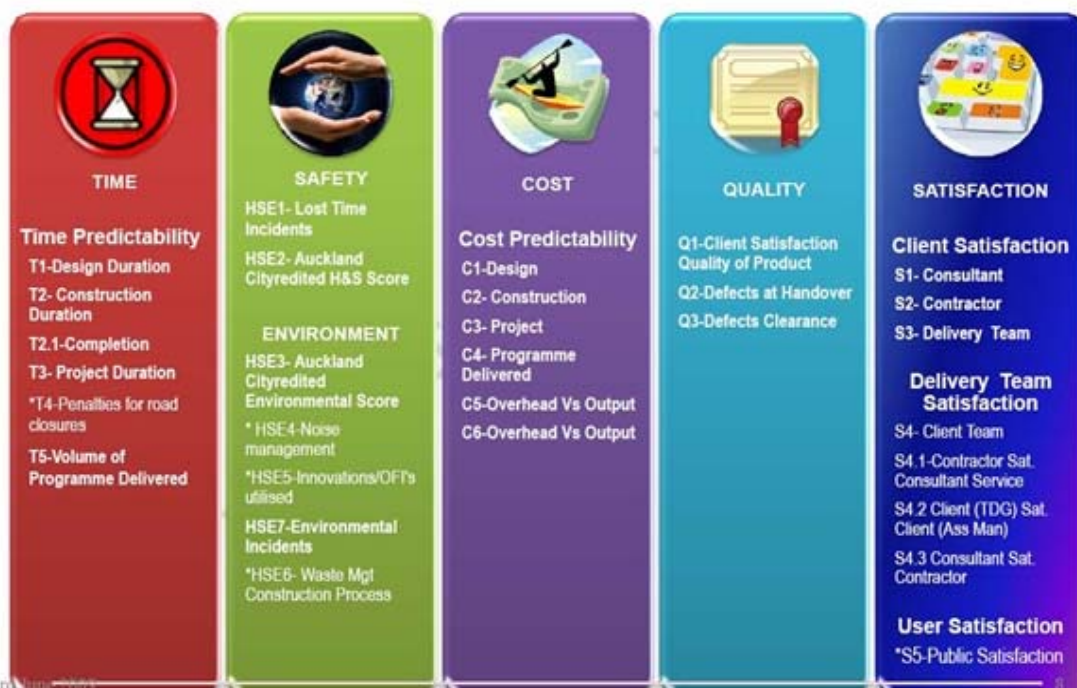 TIME
Time Predictability
T1-Design Duration
T2- Construction
Duration
T2.1-Completion
T3- Project Duration
*T4-Penalties for road
closures
T5-Volume of
Programme Delivered
SAFETY
HSE1- Lost Time
Incidents
HSE2- Auckland
Cityredited H&S Score
ENVIRONMENT
HSE3- Auckland
Cityredited
Environmental Score
* HSE4-Noise
management
*HSE5-Innovations/OFI's
utilised
HSE7-Environmental
Incidents
*HSE6- Waste Mgt
Construction Process
COST
Cost Predictability
C1-Design
C2- Construction
C3- Project
C4- Programme
Delivered
C5-Overhead Vs Output
C6-Overhead Vs Output
QUALITY
Q1-Client Satisfaction
Quality of Product
Q2-Defects at Handover
Q3-Defects Clearance
SATISFACTION
Client Satisfaction
S1- Consultant
S2- Contractor
S3- Delivery Team
Delivery Team
Satisfaction
S4- Client Team
S4.1-Contractor Sat.
Consultant Service
S4.2 Client (TDG) Sat.
Client (Ass Man)
S4.3 Consultant Sat.
Contractor
User Satisfaction
*S5-Public Satisfaction
8